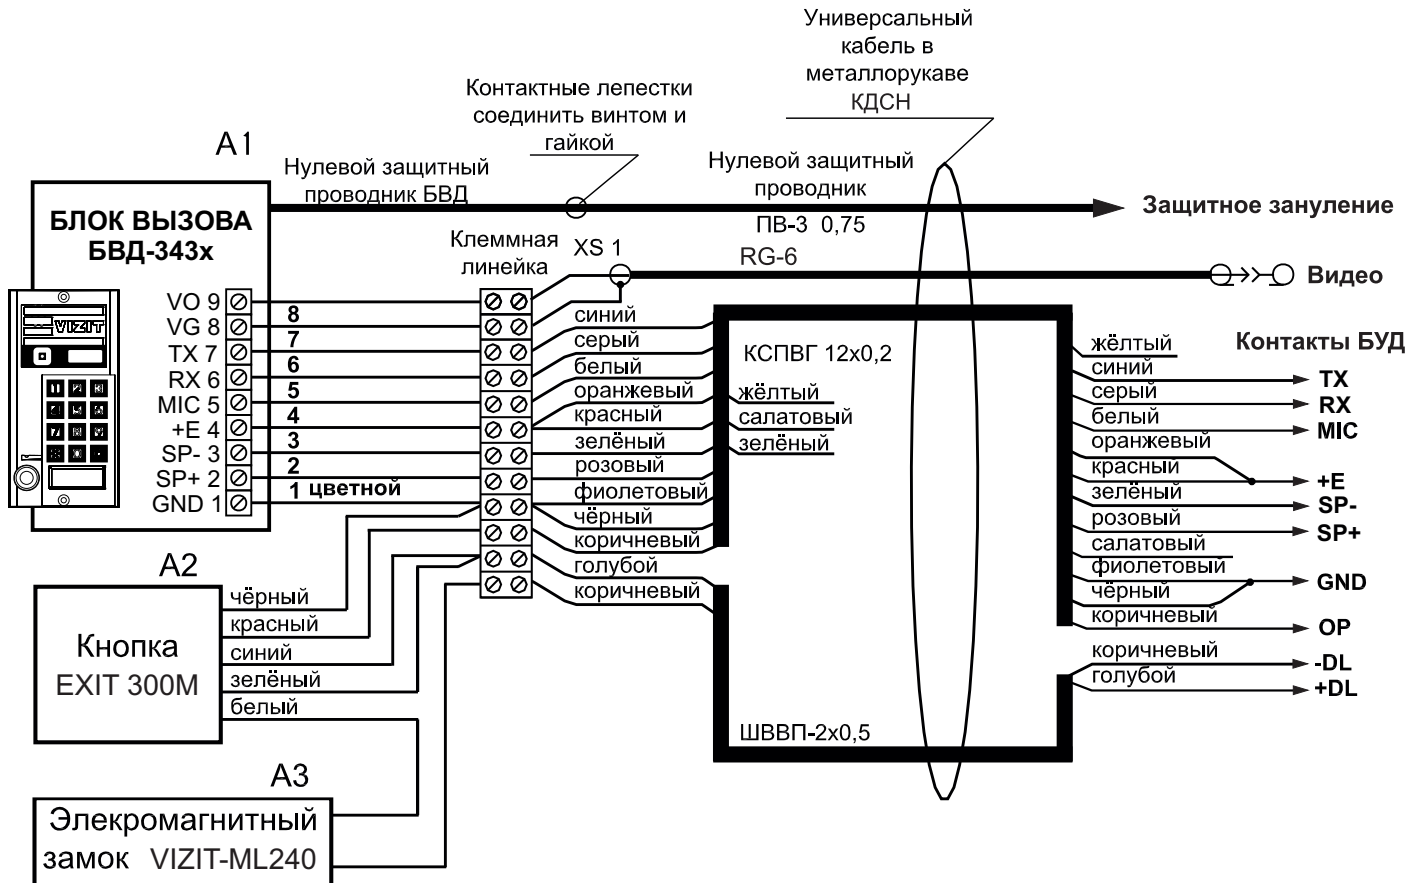 Универсальный
кабель в
металлорукаве
КДСН
Контактные лепестки
соединить винтом и
гайкой
А1
Нулевой защитный
проводник БВД
Нулевой защитный
проводник
ПВ-3 0,75
Защитное зануление
БЛОК ВЫЗОВА
БВД-343х
VIZIT
Клеммная
линейка
XS 1
RG-6
Видео
VO 9
VG 8
TX 7
RX 6
MIC 5
+E 4
SP- 3
SP+ 2
GND 1
8
7
6
5
4
3
2
1 цветной
синий
серый
белый
оранжевый
красный
зелёный
розовый
фиолетовый
чёрный
коричневый
голубой
коричневый
КСПВГ 12х0,2
жёлтый
салатовый
зелёный
ШВВП-2х0,5
Контакты БУД
жёлтый
синий
TX
серый
RX
белый
MIC
оранжевый
красный
+E
зелёный
SP-
розовый
SP+
салатовый
фиолетовый
GND
чёрный
коричневый
OP
коричневый
-DL
голубой
+DL
А2
Кнопка
EXIT 300M
чёрный
красный
синий
зелёный
белый
А3
Элекромагнитный
замок VIZIT-ML240